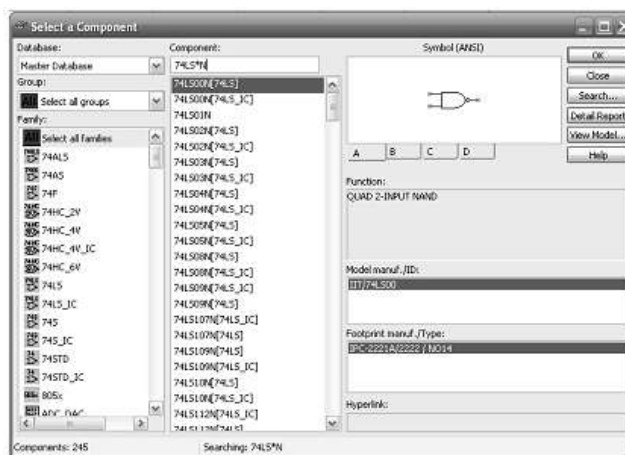 Select a Component
Database:
Master Database
Group:
All Select all groups
Family:
All Select all families
74ALS
74AS
74F
74HC_2V
74HC_4V
74HC_4V_IC
74HC_6V
74LS
74LS_IC
74S
74S_IC
74STD
74STD_IC
805x
ADC_DAC
Component:
74LS*N
74LS00N[74LS]
74LS00N[74LS_IC]
74LS01N
74LS02N[74LS]
74LS02N[74LS_IC]
74LS03N[74LS]
74LS03N[74LS_IC]
74LS04N[74LS]
74LS04N[74LS_IC]
74LS05N[74LS]
74LS05N[74LS_IC]
74LS08N[74LS]
74LS08N[74LS_IC]
74LS09N[74LS_IC]
74LS09N[74LS]
74LS107N[74LS_IC]
74LS107N[74LS]
74LS109N[74LS]
74LS109N[74LS_IC]
74LS10N[74LS]
74LS10N[74LS_IC]
74LS112N[74LS_IC]
74LS112N[74LS]
Symbol (ANSI)
A B C D
Function:
QUAD 2-INPUT NAND
Model manuf./ID:
IIT/74LS00
Footprint manuf./Type:
IPC-2221A/2222 / NO14
Hyperlink:
OK
Close
Search...
Detail Report
View Model...
Help
Components: 245
Searching: 74LS*N